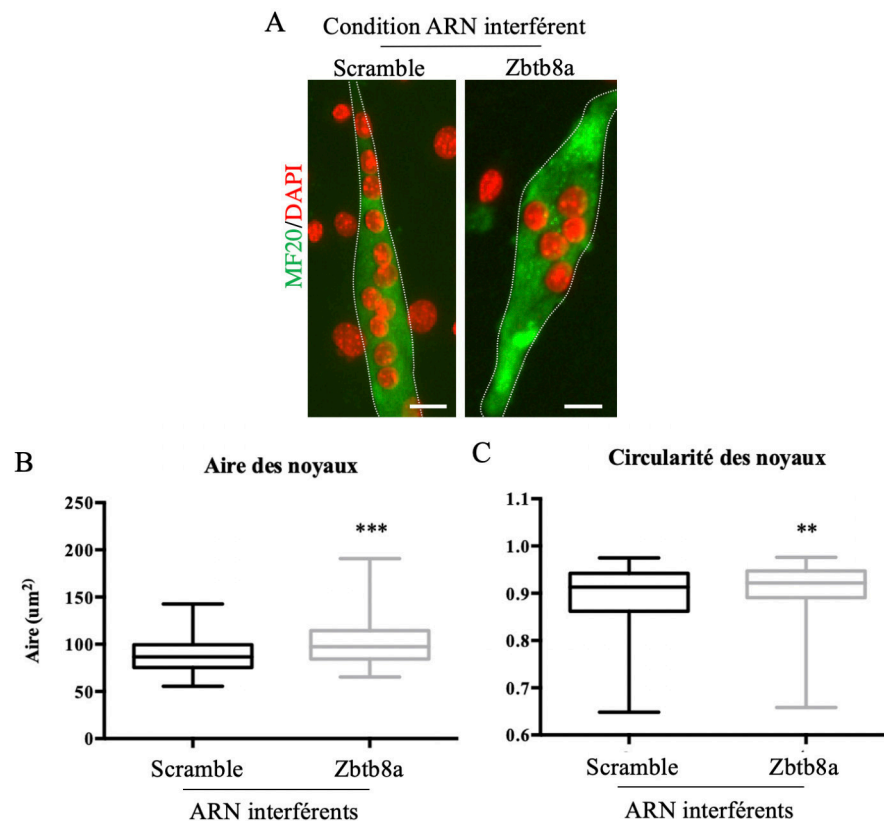 A
Condition ARN interférent
Scramble Zbtb8a
MF20/DAPI
B
Aire des noyaux
Aire (um²)
250
200
150
100
50
0
***
Scramble Zbtb8a
ARN interférents
C
Circularité des noyaux
1.1
1.0
0.9
0.8
0.7
0.6
**
Scramble Zbtb8a
ARN interférents